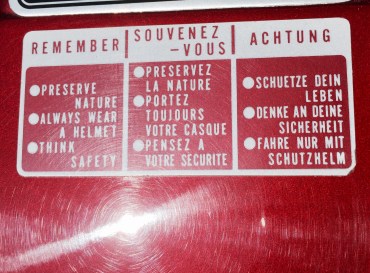 REMEMBER
●PRESERVE
NATURE
●ALWAYS WEAR
A HELMET
●THINK
SAFETY
SOUVENEZ
-VOUS
●PRESERVEZ
LA NATURE
●PORTEZ
TOUJOURS
VOTRE CASQUE
●PENSEZ A
VOTRE SECURITE
ACHTUNG
●SCHUETZE DEIN
LEBEN
●DENKE AN DEINE
SICHERHEIT
●FAHRE NUR MIT
SCHUTZHELM